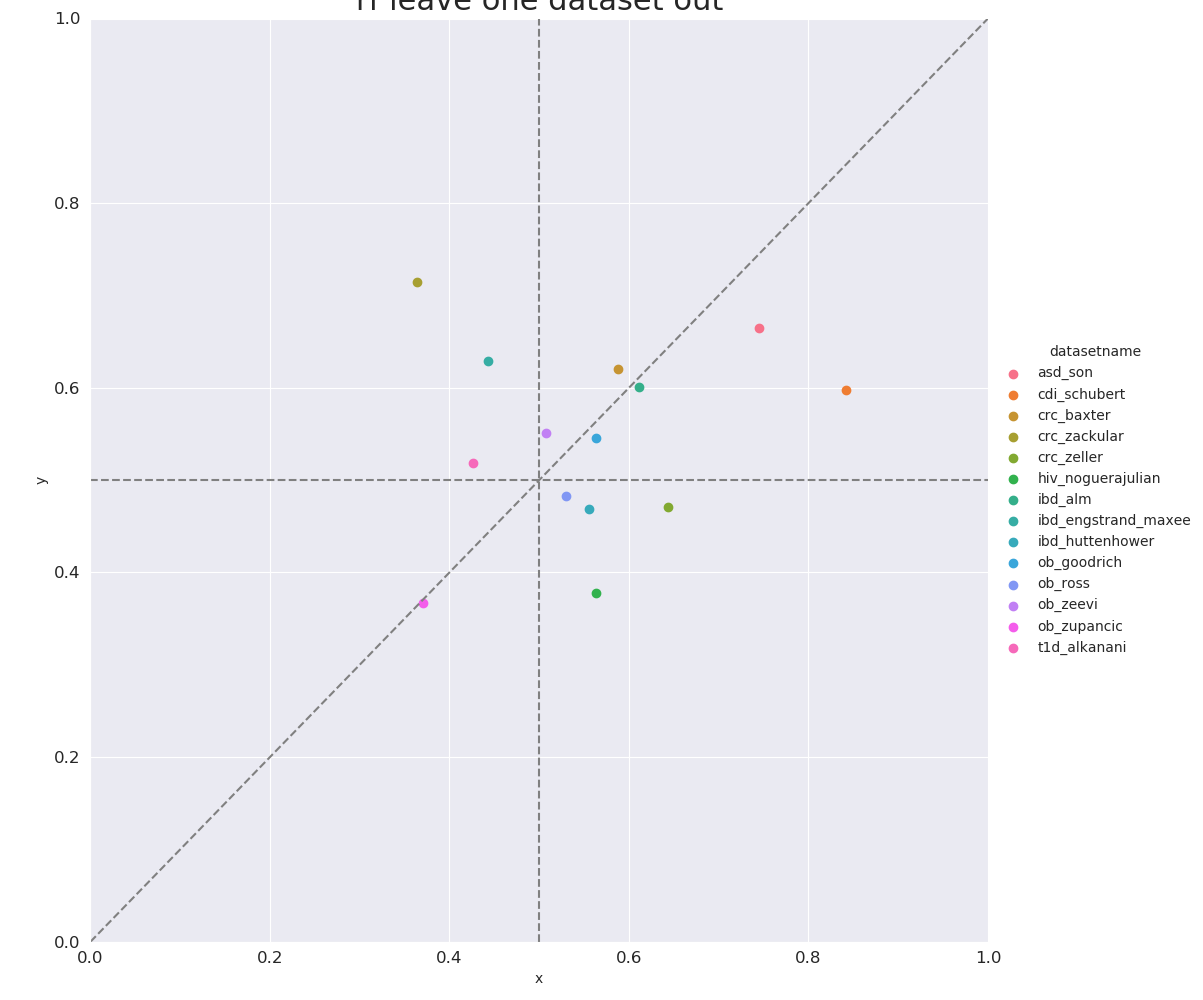 leave one dataset out
1.0
0.8
0.6
0.4
0.2
0.0
y
0.0 0.2 0.4 0.6 0.8 1.0
x
datasetname
asd_son
cdi_schubert
crc_baxter
crc_zackular
crc_zeller
hiv_noguerajulian
ibd_alm
ibd_engstrand_maxee
ibd_huttenhower
ob_goodrich
ob_ross
ob_zeevi
ob_zupancic
t1d_alkanani